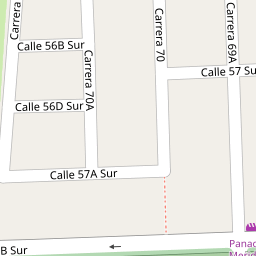 Carrera
Carrera 70
Carrera 69A
Calle 56B Sur
Calle 57 Su
Carrera 70A
Calle 56D Sur
Calle 57A Sur
B Sur
Panad
Merid